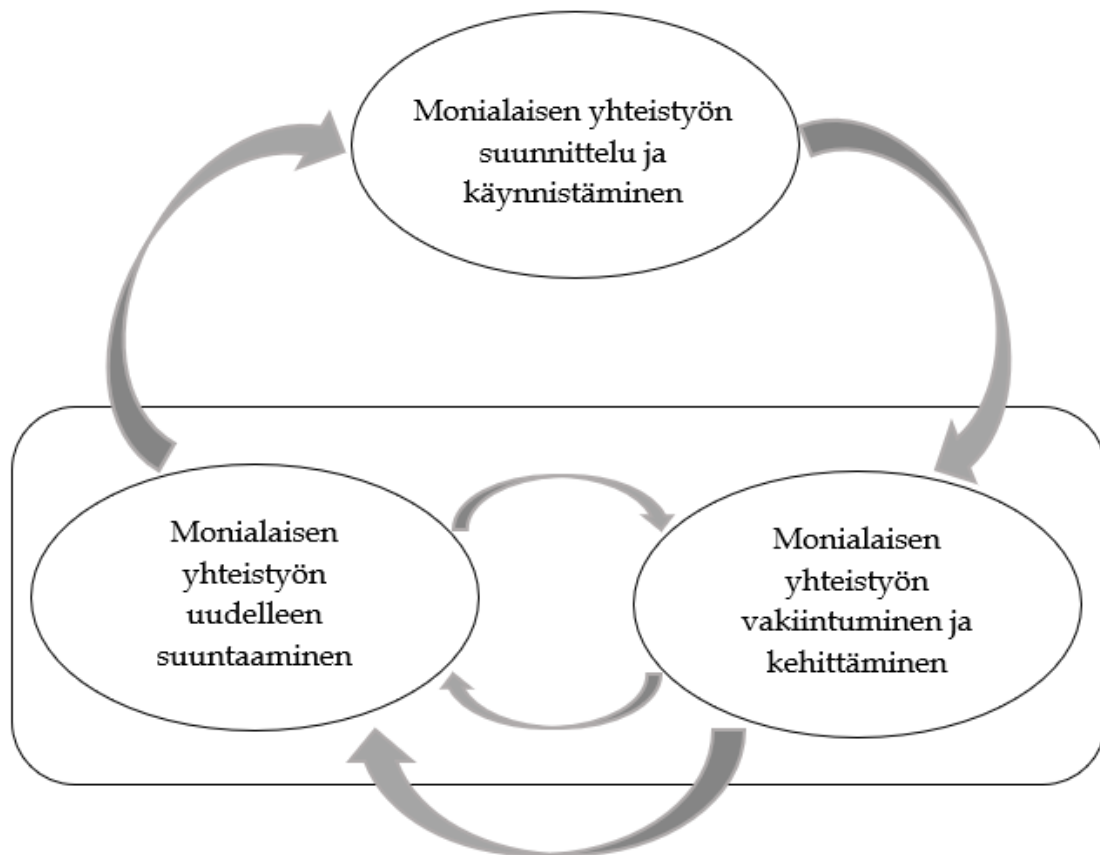 Monialaisen yhteistyön
suunnittelu ja
käynnistäminen
Monialaisen
yhteistyön
uudelleen
suuntaaminen
Monialaisen
yhteistyön
vakiintuminen ja
kehittäminen